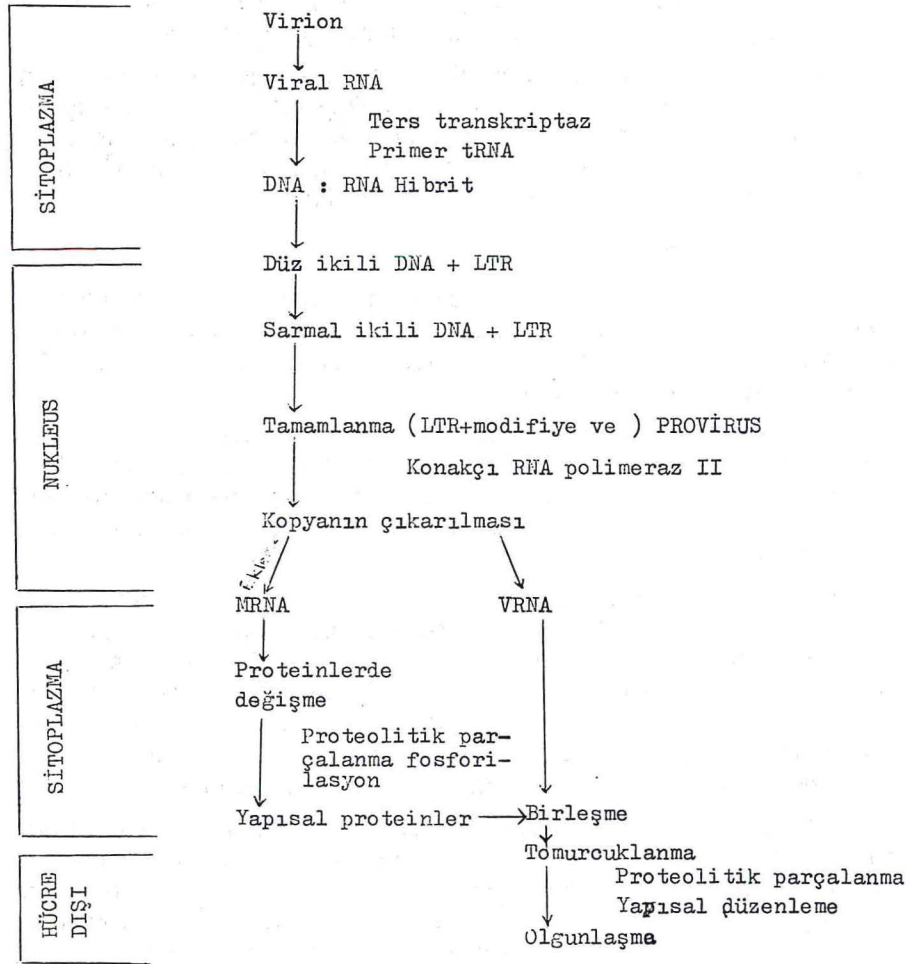 Virion
Viral RNA
Ters transkriptaz
Primer tRNA
DNA : RNA Hibrit
SİTOPLAZMA
Düz ikili DNA + LTR
Sarmal ikili DNA + LTR
Tamamlanma (LTR+modifiye ve ) PROVİRUS
Konakçı RNA polimeraz II
Kopyanın çıkarılması
NUKLEUS
MRNA
VRNA
Proteinlerde
değişme
Proteolitik par-
çalanma fosfori-
lasyon
Yapısal proteinler
Birleşme
SİTOPLAZMA
Tomurcuklanma
Proteolitik parçalanma
Yapısal düzenleme
Olgunlaşma
HÜCRE
DIŞI